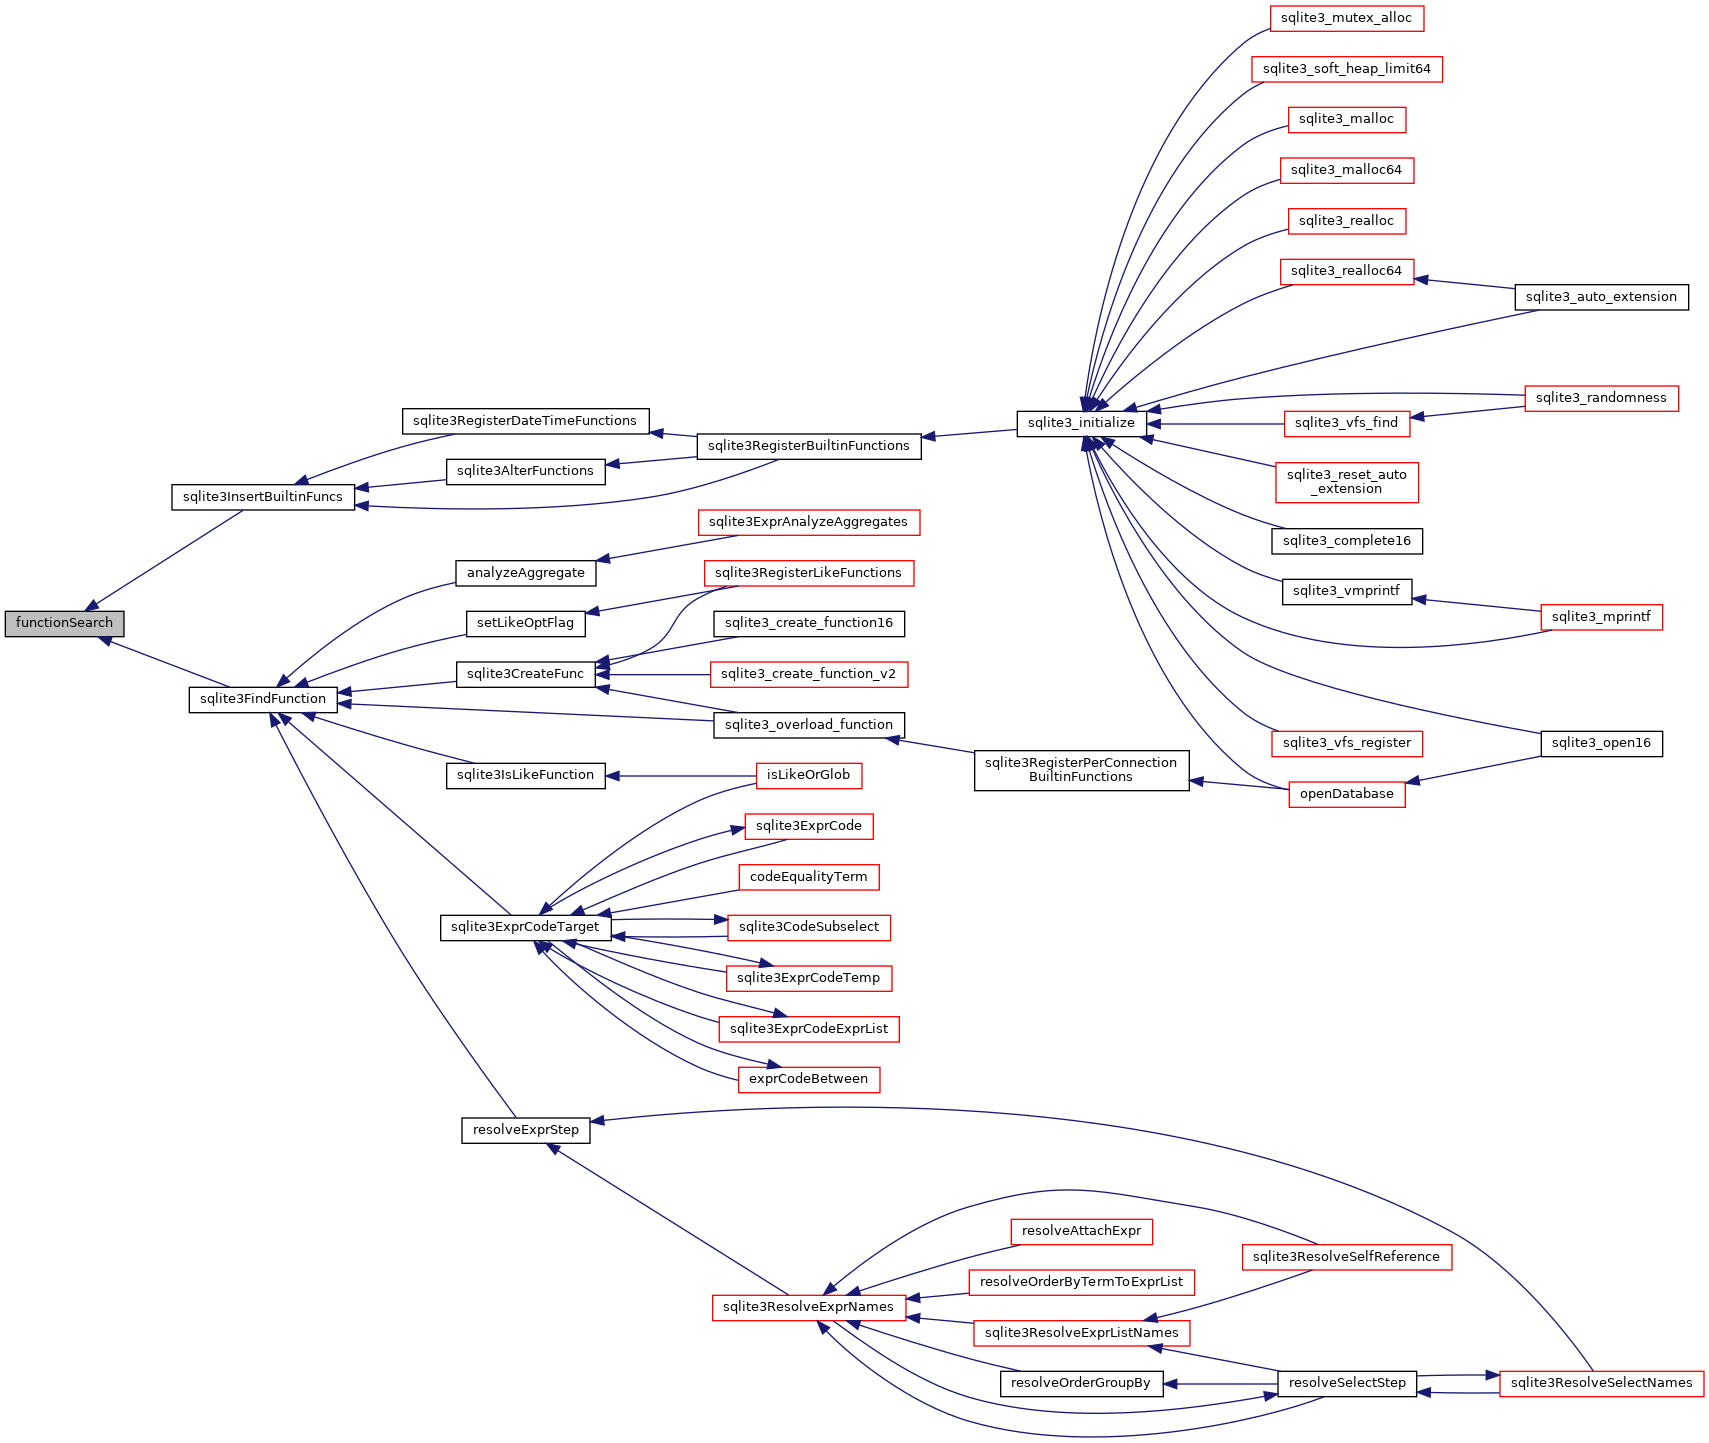 sqlite3_mutex_alloc
sqlite3_soft_heap_limit64
sqlite3_malloc
sqlite3_malloc64
sqlite3_realloc
sqlite3_realloc64
sqlite3_auto_extension
sqlite3_randomness
sqlite3RegisterDateTimeFunctions
sqlite3_initialize
sqlite3_vfs_find
sqlite3RegisterBuiltinFunctions
sqlite3AlterFunctions
sqlite3_reset_auto
_extension
sqlite3InsertBuiltinFuncs
sqlite3ExprAnalyzeAggregates
sqlite3_complete16
analyzeAggregate
sqlite3RegisterLikeFunctions
sqlite3_vmprintf
functionSearch
setLikeOptFlag
sqlite3_create_function16
sqlite3_mprintf
sqlite3CreateFunc
sqlite3_create_function_v2
sqlite3FindFunction
sqlite3_overload_function
sqlite3_vfs_register
sqlite3_open16
sqlite3RegisterPerConnection
BuiltinFunctions
sqlite3IsLikeFunction
isLikeOrGlob
openDatabase
sqlite3ExprCode
codeEqualityTerm
sqlite3ExprCodeTarget
sqlite3CodeSubselect
sqlite3ExprCodeTemp
sqlite3ExprCodeExprList
exprCodeBetween
resolveExprStep
resolveAttachExpr
sqlite3ResolveSelfReference
resolveOrderByTermToExprList
sqlite3ResolveExprNames
sqlite3ResolveExprListNames
resolveOrderGroupBy
resolveSelectStep
sqlite3ResolveSelectNames